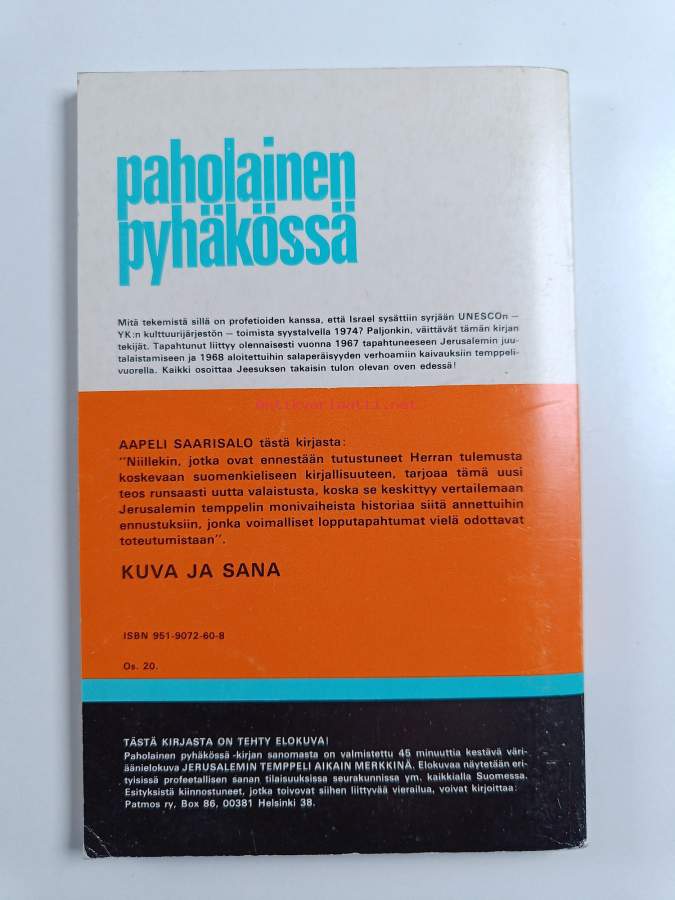 paholainen
pyhäkössä
Mitä tekemistä sillä on profetioiden kanssa, että Israel sysättiin syrjään UNESCOn —
YK:n kulttuurijärjestön — toimista syystalvella 1974? Paljonkin, väittävät tämän kirjan
tekijät. Tapahtunut liittyy olennaisesti vuonna 1967 tapahtuneeseen Jerusalemin juu-
talaistamiseen ja 1968 aloitettuihin salaperäisyyden verhoamiin kaivauksiin temppeli-
vuorella. Kaikki osoittaa Jeesuksen takaisin tulon olevan oven edessä!
antikvariaatti.net
AAPELI SAARISALO tästä kirjasta:
"Niillekin, jotka ovat ennestään tutustuneet Herran tulemusta
koskevaan suomenkieliseen kirjallisuuteen, tarjoaa tämä uusi
teos runsaasti uutta valaistusta, koska se keskittyy vertailemaan
Jerusalemin temppelin monivaiheista historiaa siitä annettuihin
ennustuksiin, jonka voimalliset lopputapahtumat vielä odottavat
toteutumistaan".
KUVA JA SANA
ISBN 951-9072-60-8
Os. 20.
TÄSTÄ KIRJASTA ON TEHTY ELOKUVA!
Paholainen pyhäkössä -kirjan sanomasta on valmistettu 45 minuuttia kestävä väri-
äänielokuva JERUSALEMIN TEMPPELI AIKAIN MERKKINÄ. Elokuvaa näytetään eri-
tyisissä profeetallisen sanan tilaisuuksissa seurakunnissa ym. kaikkialla Suomessa.
Esityksistä kiinnostuneet, jotka toivovat siihen liittyvää vierailua, voivat kirjoittaa:
Patmos ry, Box 86, 00381 Helsinki 38.